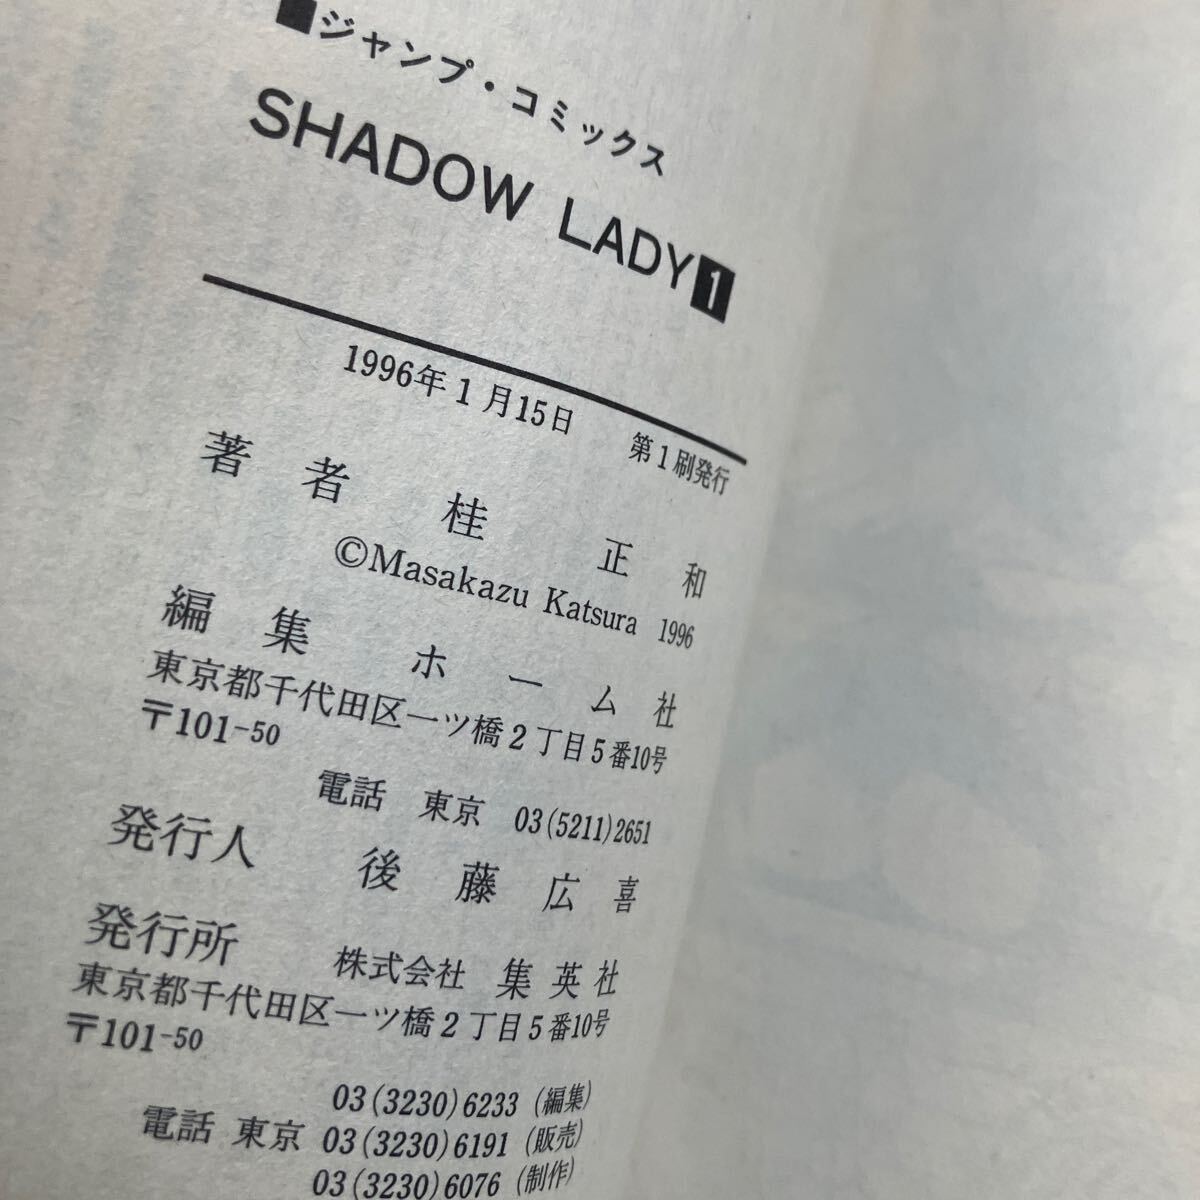 ■ジャンプ・コミックス
SHADOW LADY 1
1996年1月15日 第1刷発行
著者 桂 正和
©Masakazu Katsura 1996
編集 ホーム社
東京都千代田区一ツ橋2丁目5番10号
〒101-50
電話 東京 03(5211)2651
発行人 後藤広喜
発行所 株式会社 集英社
東京都千代田区一ツ橋2丁目5番10号
〒101-50
03(3230)6233(編集)
電話 東京 03(3230)6191(販売)
03(3230)6076(制作)